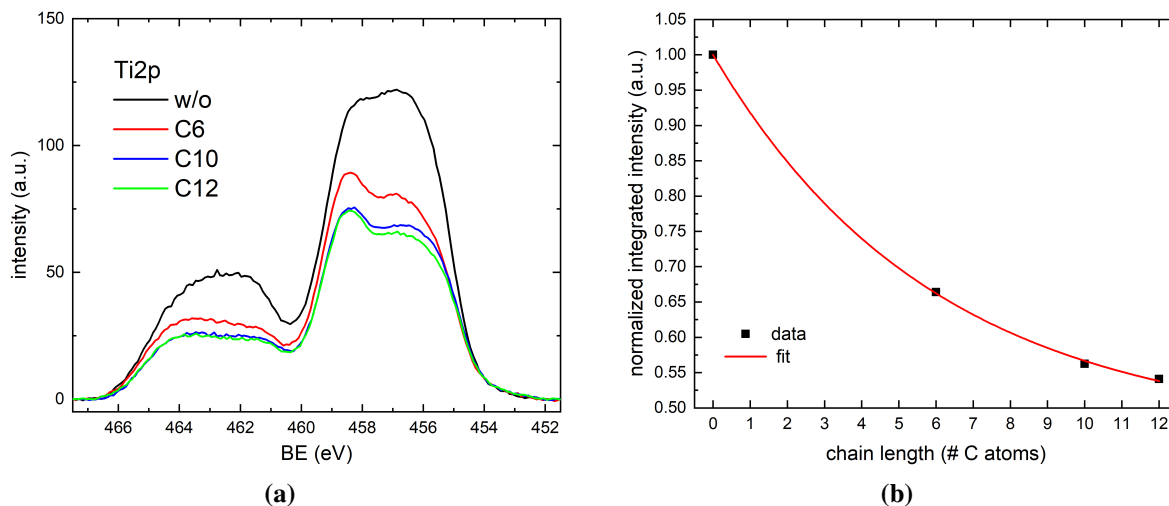 150
100
50
0
intensity (a.u.)
Ti2p
w/o
C6
C10
C12
466 464 462 460 458 456 454 452
BE (eV)
(a)
1.05
1.00
0.95
0.90
0.85
0.80
0.75
0.70
0.65
0.60
0.55
0.50
normalized integrated intensity (a.u.)
data
fit
0 1 2 3 4 5 6 7 8 9 10 11 12
chain length (# C atoms)
(b)